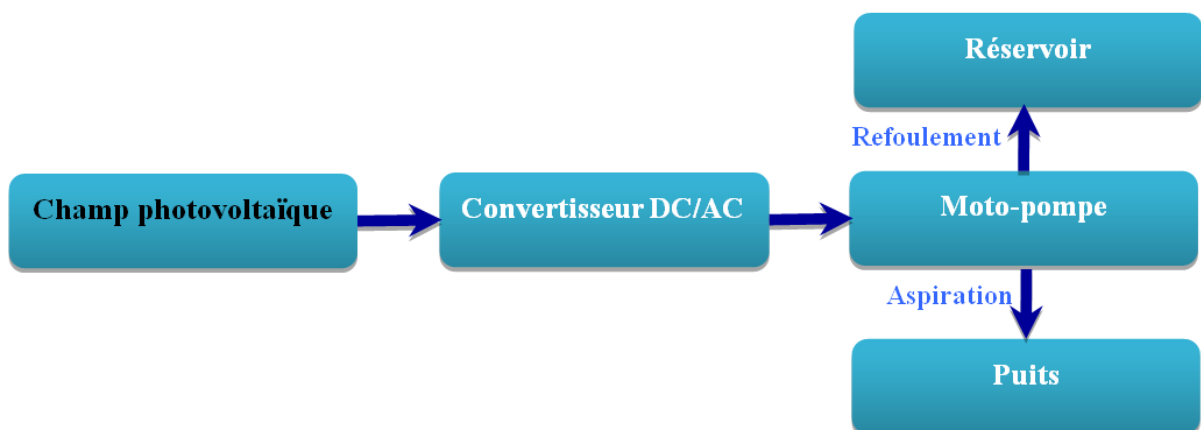 Réservoir
Refoulement
Champ photovoltaïque
Convertisseur DC/AC
Moto-pompe
Aspiration
Puits